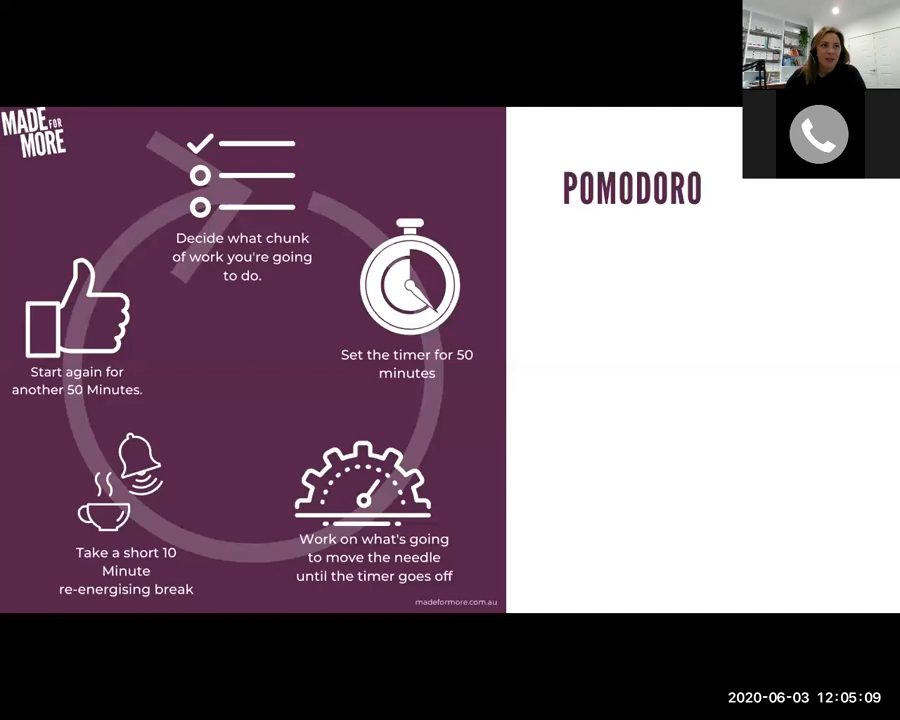 MADE FOR
MORE
POMODORO
Decide what chunk
of work you're going
to do.
Set the timer for 50
minutes
Work on what's going
to move the needle
until the timer goes off
Take a short 10
Minute
re-energising break
Start again for
another 50 Minutes.
madeformore.com.au
2020-06-03 12:05:09